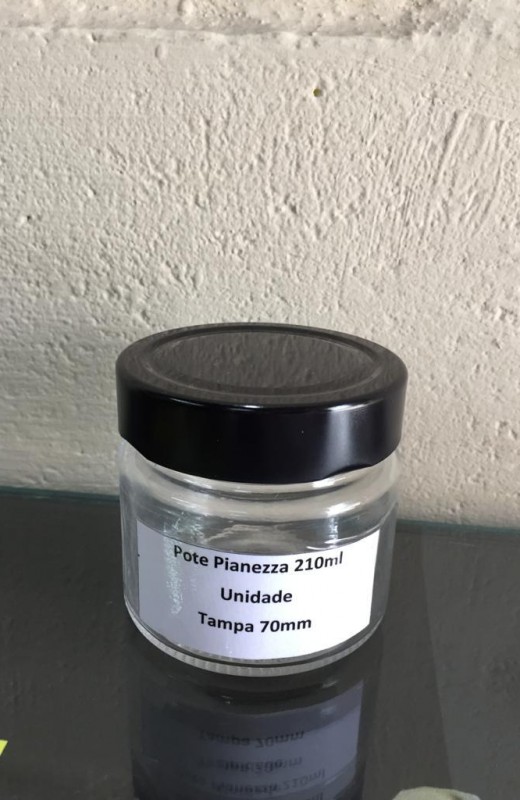 Pote Pianezza 210ml
Unidade
Tampa 70mm